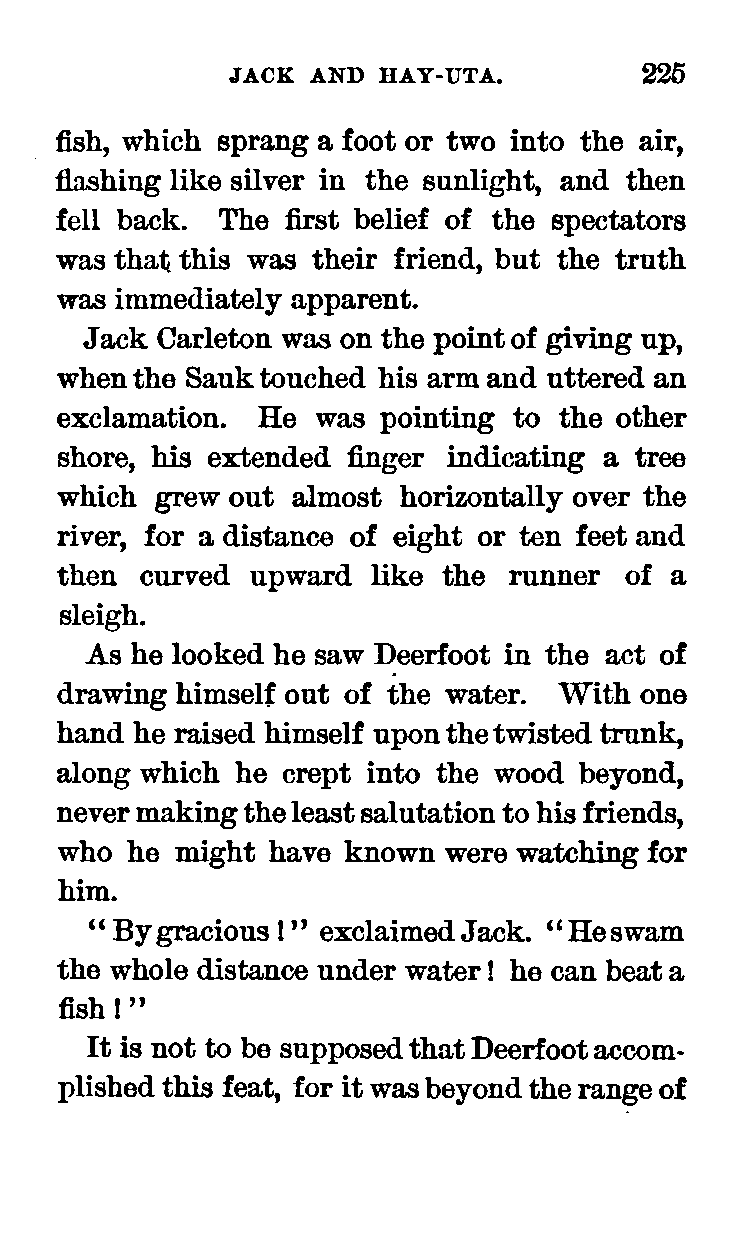 JACK AND HAY-UTA. 225
fish, which sprang a foot or two into the air,
flashing like silver in the sunlight, and then
fell back. The first belief of the spectators
was that this was their friend, but the truth
was immediately apparent.
Jack Carleton was on the point of giving up,
when the Sauk touched his arm and uttered an
exclamation. He was pointing to the other
shore, his extended finger indicating a tree
which grew out almost horizontally over the
river, for a distance of eight or ten feet and
then curved upward like the runner of a
sleigh.
As he looked he saw Deerfoot in the act of
drawing himself out of the water. With one
hand he raised himself upon the twisted trunk,
along which he crept into the wood beyond,
never making the least salutation to his friends,
who he might have known were watching for
him.
"By gracious!" exclaimed Jack. "He swam
the whole distance under water! he can beat a
fish!"
It is not to be supposed that Deerfoot accom-
plished this feat, for it was beyond the range of